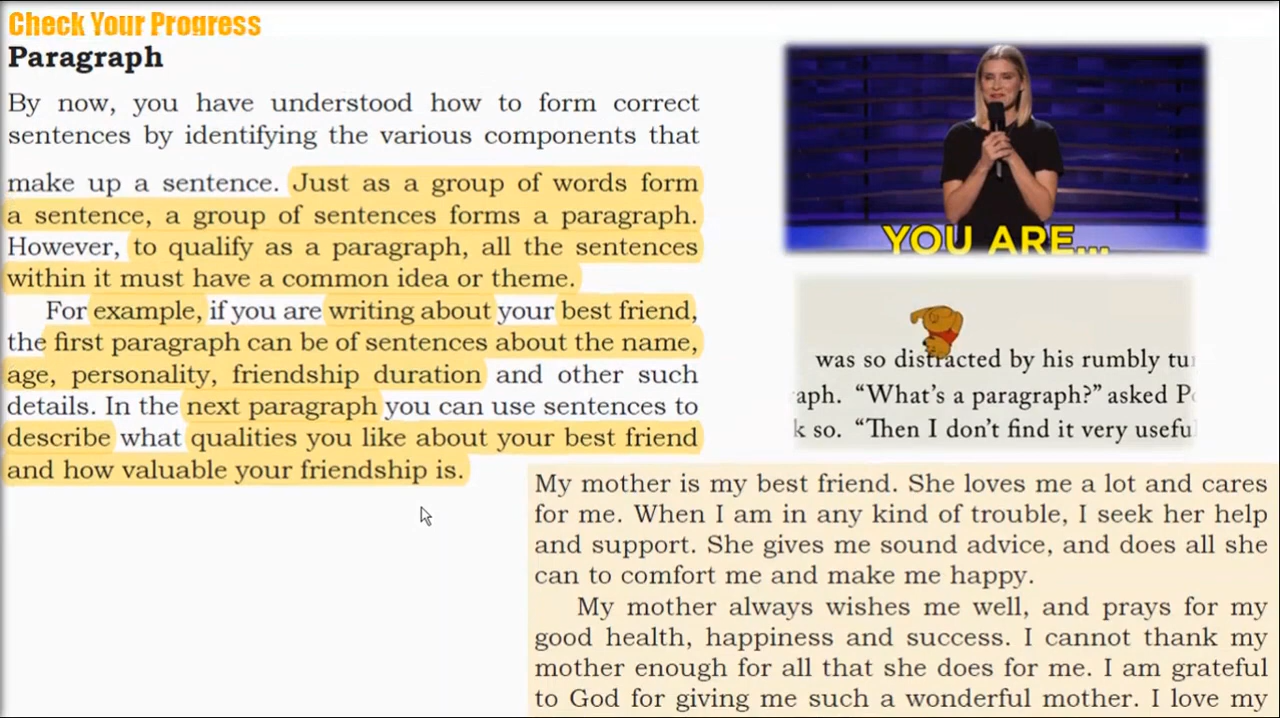 Check Your Progress
Paragraph
By now, you have understood how to form correct
sentences by identifying the various components that
make up a sentence. Just as a group of words form
a sentence, a group of sentences forms a paragraph.
However, to qualify as a paragraph, all the sentences
within it must have a common idea or theme.
For example, if you are writing about your best friend,
the first paragraph can be of sentences about the name,
age, personality, friendship duration and other such
details. In the next paragraph you can use sentences to
describe what qualities you like about your best friend
and how valuable your friendship is.
YOU ARE...
was so distracted by his rumbly
"What's a paragraph?" asked
so. "Then I don't find it very
My mother is my best friend. She loves me a lot and cares
for me. When I am in any kind of trouble, I seek her help
and support. She gives me sound advice, and does all she
can to comfort me and make me happy.
My mother always wishes me well, and prays for my
good health, happiness and success. I cannot thank my
mother enough for all that she does for me. I am grateful
to God for giving me such a wonderful mother. I love my